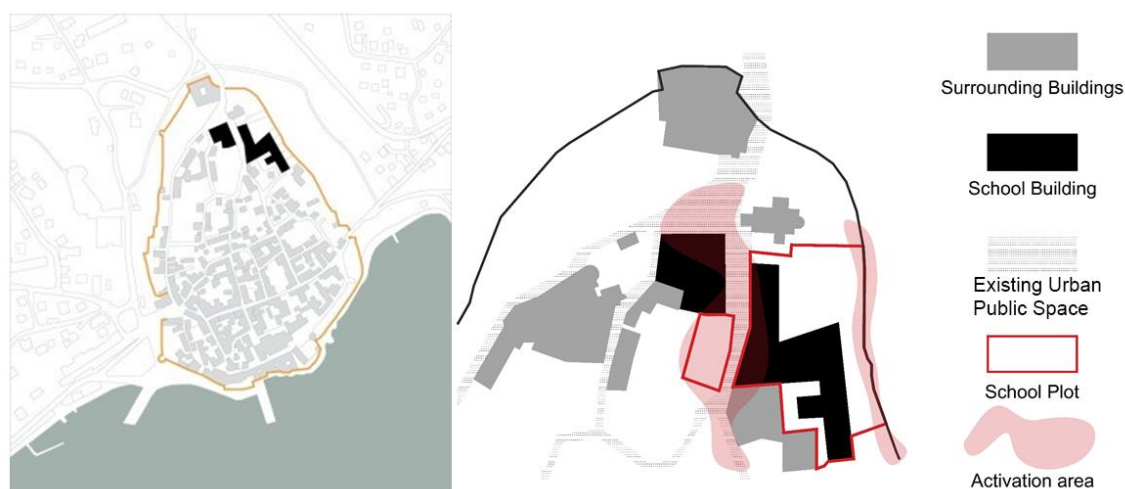 Surrounding Buildings
School Building
Existing Urban
Public Space
School Plot
Activation area